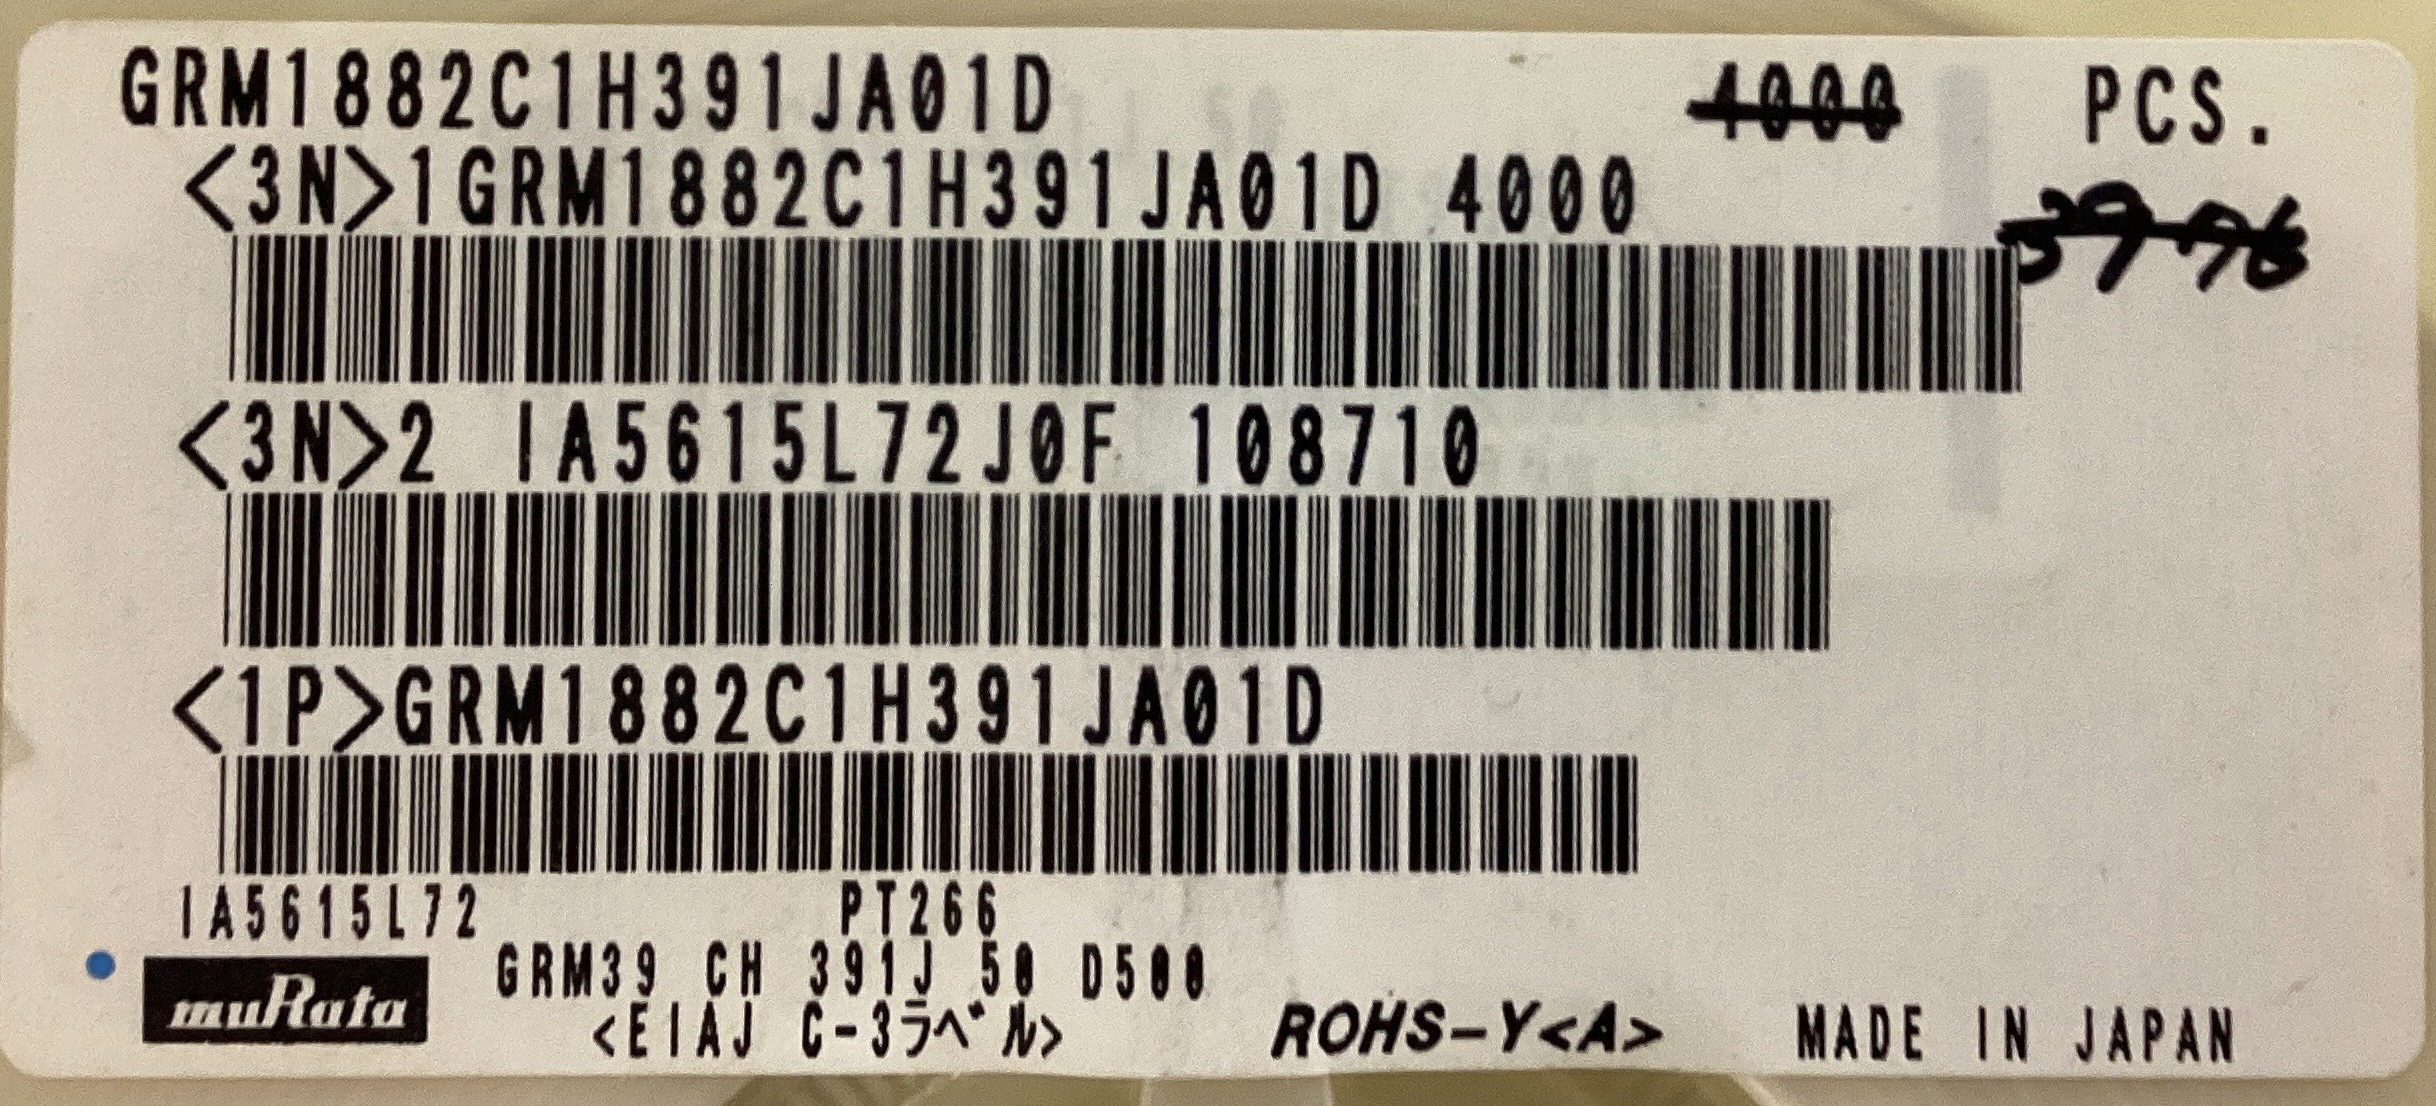 GRM1882C1H391JA01D 4000 PCS.
<3N>1GRM1882C1H391JA01D 4000
3976
<3N>2 IA5615L72J0F 108710
<1P>GRM1882C1H391JA01D
IA5615L72 PT266
muRata GRM39 CH 391J 50 D500
<EIAJ C-3ラベル> ROHS-Y<A> MADE IN JAPAN